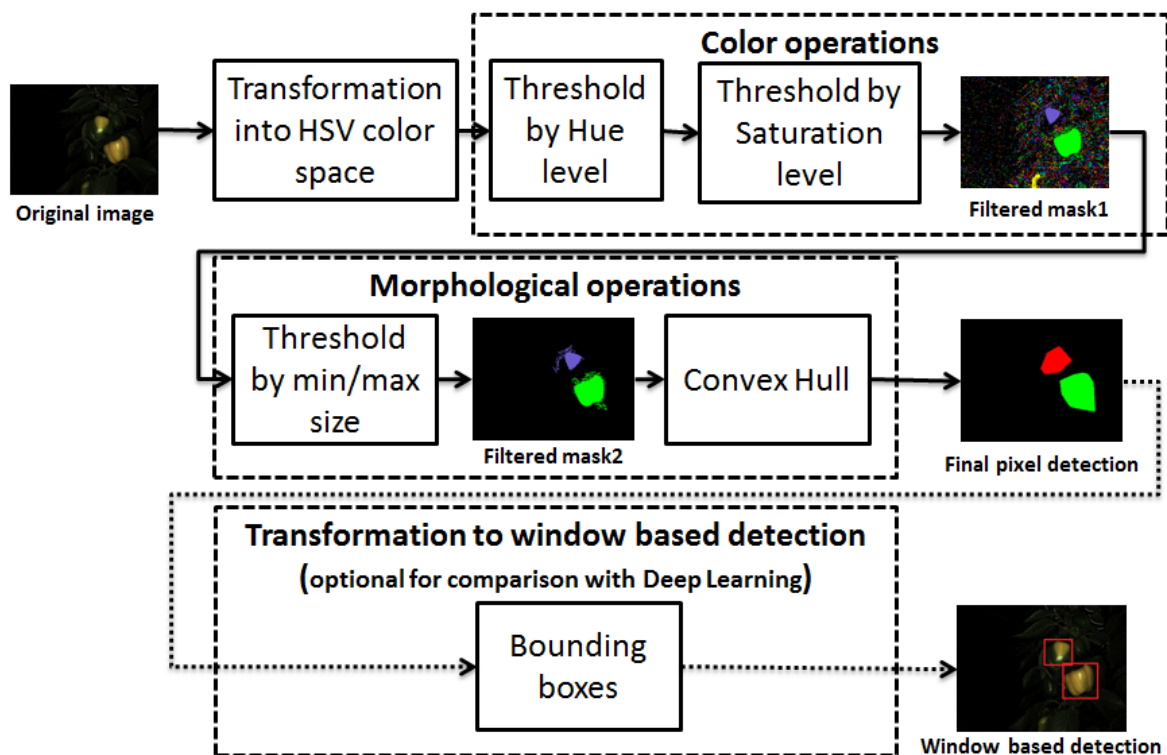 Color operations
Transformation
into HSV color
space
Threshold
by Hue
level
Threshold by
Saturation
level
Original image
Filtered mask1
Morphological operations
Threshold
by min/max
size
Convex Hull
Filtered mask2
Final pixel detection
Transformation to window based detection
(optional for comparison with Deep Learning)
Bounding
boxes
Window based detection